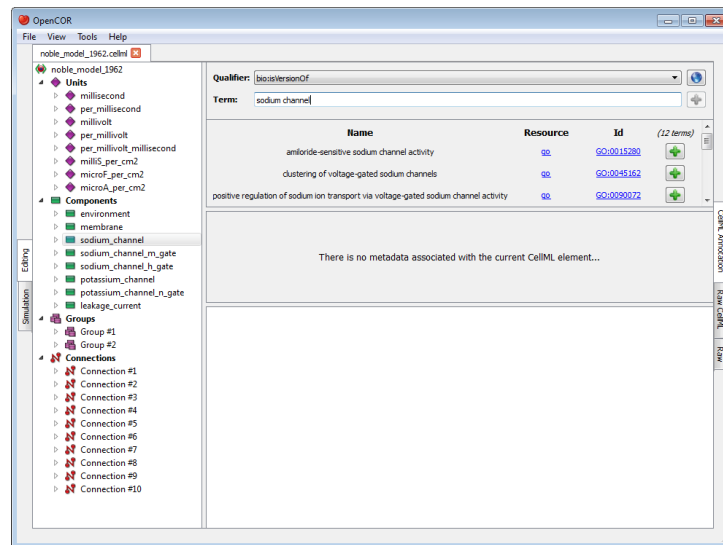 OpenCOR
File View Tools Help
noble_model_1962.cellml
noble_model_1962
Units
millisecond
per_millisecond
millivolt
per_millivolt
per_millivolt_millisecond
milliS_per_cm2
microF_per_cm2
microA_per_cm2
Components
environment
membrane
sodium_channel
sodium_channel_m_gate
sodium_channel_h_gate
potassium_channel
potassium_channel_n_gate
leakage_current
Groups
Group #1
Group #2
Connections
Connection #1
Connection #2
Connection #3
Connection #4
Connection #5
Connection #6
Connection #7
Connection #8
Connection #9
Connection #10
Editing
Simulation
Qualifier: bio:isVersionOf
Term: sodium channel
Name Resource Id (12 terms)
amiloride-sensitive sodium channel activity go GO:0015280
clustering of voltage-gated sodium channels go GO:0045162
positive regulation of sodium ion transport via voltage-gated sodium channel activity go GO:0090072
There is no metadata associated with the current CellML element...
CellML Annotation
Raw CellML
Raw